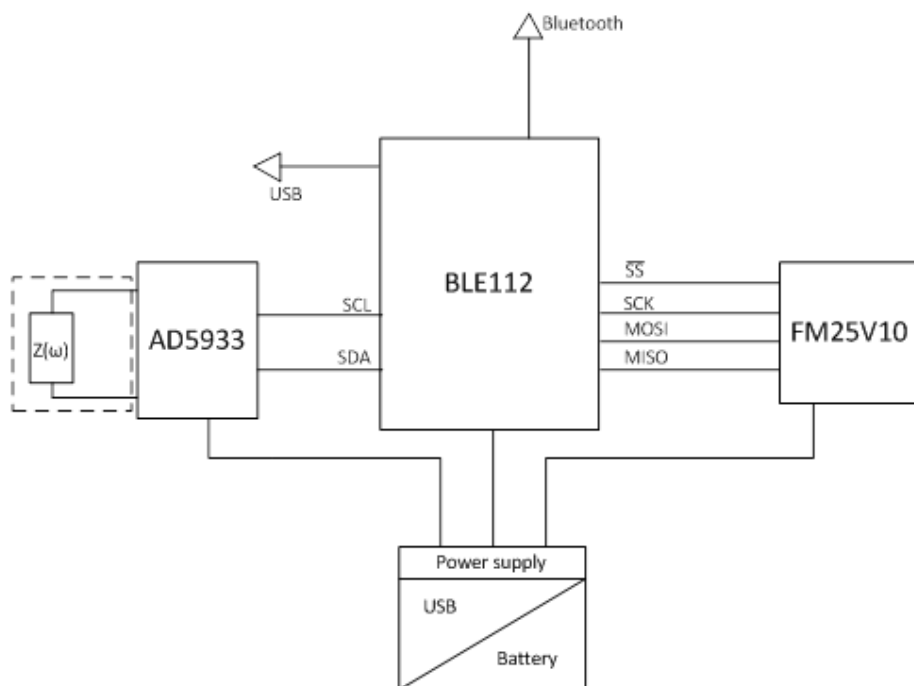 Bluetooth
USB
BLE112
SS
SCK
MOSI
MISO
FM25V10
SCL
SDA
AD5933
Z(ω)
Power supply
USB
Battery